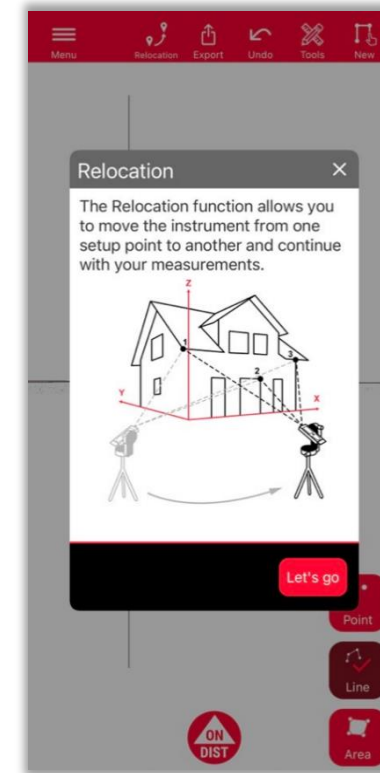 Menu
Relocation
Export
Undo
Tools
New
Relocation
The Relocation function allows you
to move the instrument from one
setup point to another and continue
with your measurements.
Z
1
3
2
Y
X
Let's go
Point
Line
ON
DIST
Area